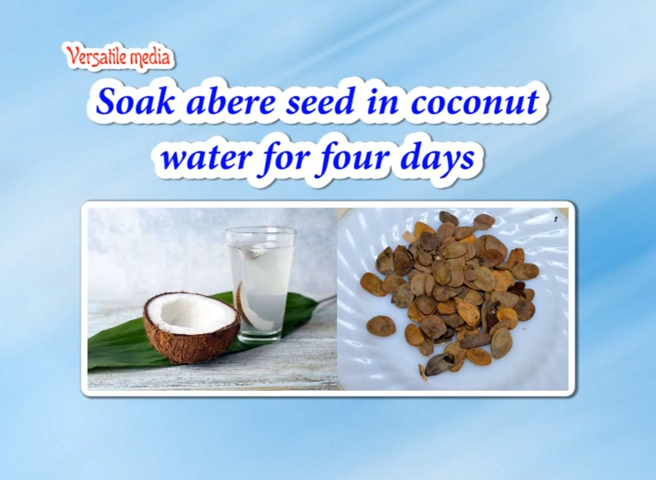 Versatile media
Soak abere seed in coconut
water for four days